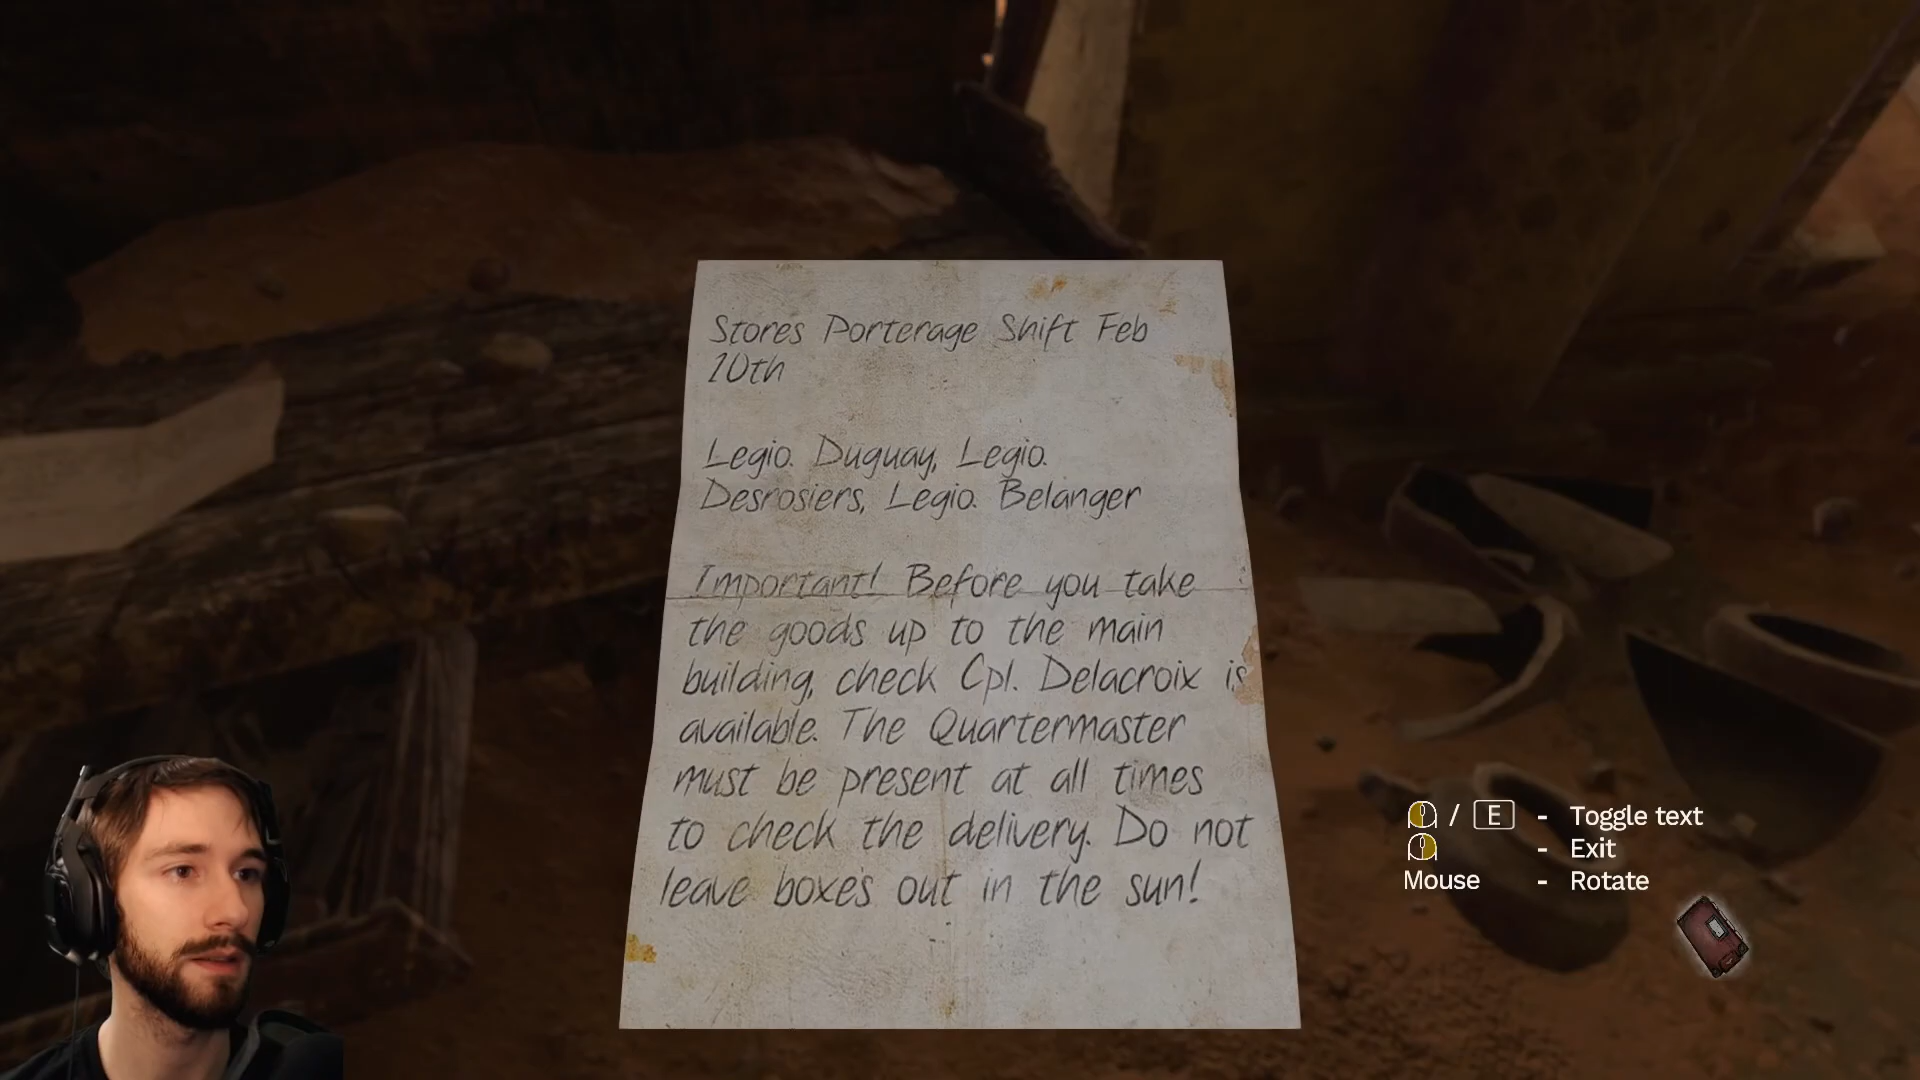 Stores Porterage Shift Feb
10th
Legio. Duguay, Legio.
Desrosiers, Legio. Belanger
Important! Before you take
the goods up to the main
building, check Cpl. Delacroix is
available. The Quartermaster
must be present at all times
to check the delivery. Do not
leave boxes out in the sun!
/ E - Toggle text
- Exit
Mouse - Rotate